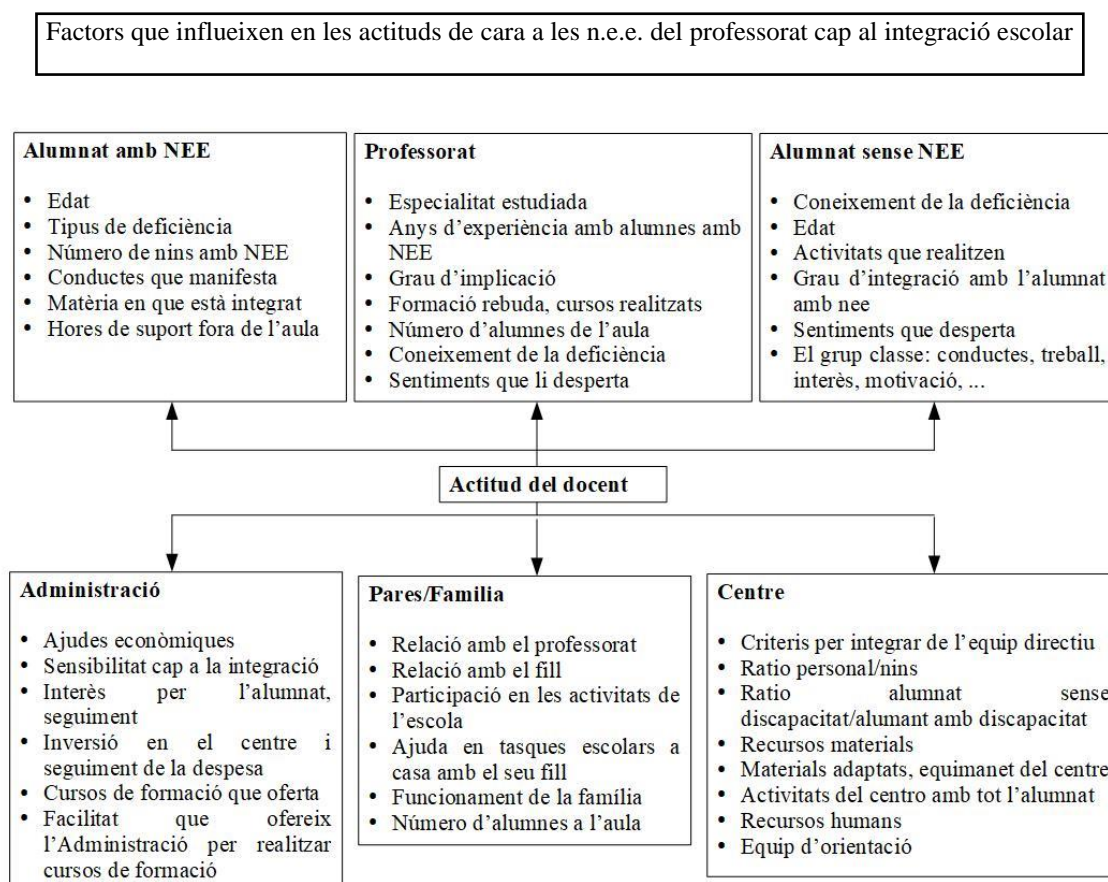 Factors que influeixen en les actituds de cara a les n.e.e. del professorat cap al integració escolar
Alumnat amb NEE
• Edat
• Tipus de deficiència
• Número de nins amb NEE
• Conductes que manifesta
• Matèria en que està integrat
• Hores de suport fora de l’aula
Professorat
• Especialitat estudiada
• Anys d’experiència amb alumnes amb
NEE
• Grau d’implicació
• Formació rebuda, cursos realitzats
• Número d’alumnes de l’aula
• Coneixement de la deficiència
• Sentiments que li desperta
Alumnat sense NEE
• Coneixement de la deficiència
• Edat
• Activitats que realitzen
• Grau d’integració amb l’alumnat
amb nee
• Sentiments que desperta
• El grup classe: conductes, treball,
interès, motivació, ...
Actitud del docent
Administració
• Ajudes econòmiques
• Sensibilitat cap a la integració
• Interès per l’alumnat,
seguiment
• Inversió en el centre i
seguiment de la despesa
• Cursos de formació que oferta
• Facilitat que ofereix
l’Administració per realitzar
cursos de formació
Pares/Familia
• Relació amb el professorat
• Relació amb el fill
• Participació en les activitats de
l’escola
• Ajuda en tasques escolars a
casa amb el seu fill
• Funcionament de la família
• Número d’alumnes a l’aula
Centre
• Criteris per integrar de l’equip directiu
• Ratio personal/nins
• Ratio alumnat sense
discapacitat/alumant amb discapacitat
• Recursos materials
• Materials adaptats, equimanet del centre
• Activitats del centro amb tot l’alumnat
• Recursos humans
• Equip d’orientació